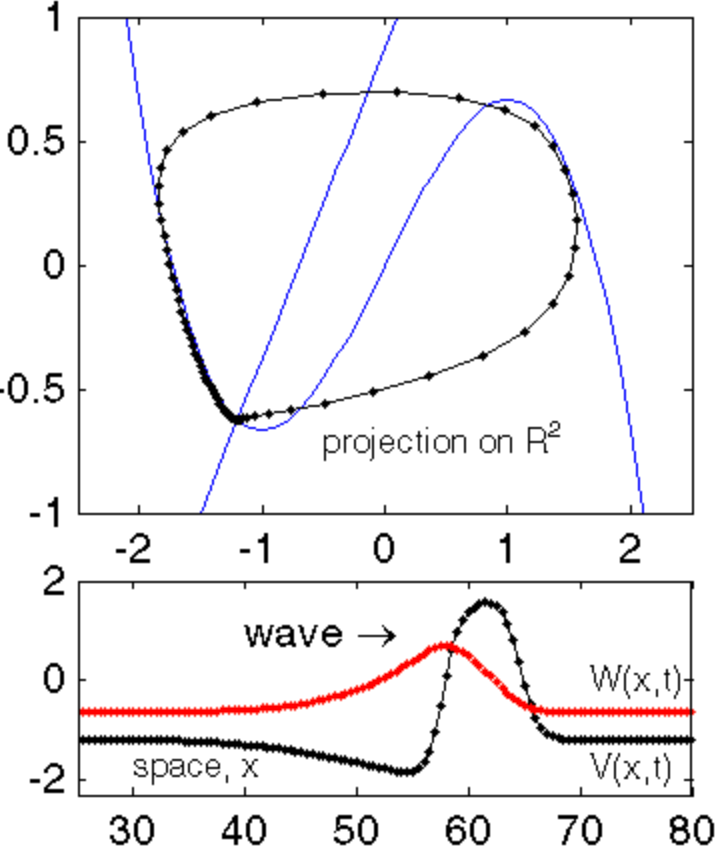 1
0.5
0
-0.5
projection on R²
-1
-2 -1 0 1 2
2
wave →
0
W(x,t)
space, x
V(x,t)
-2
30 40 50 60 70 80